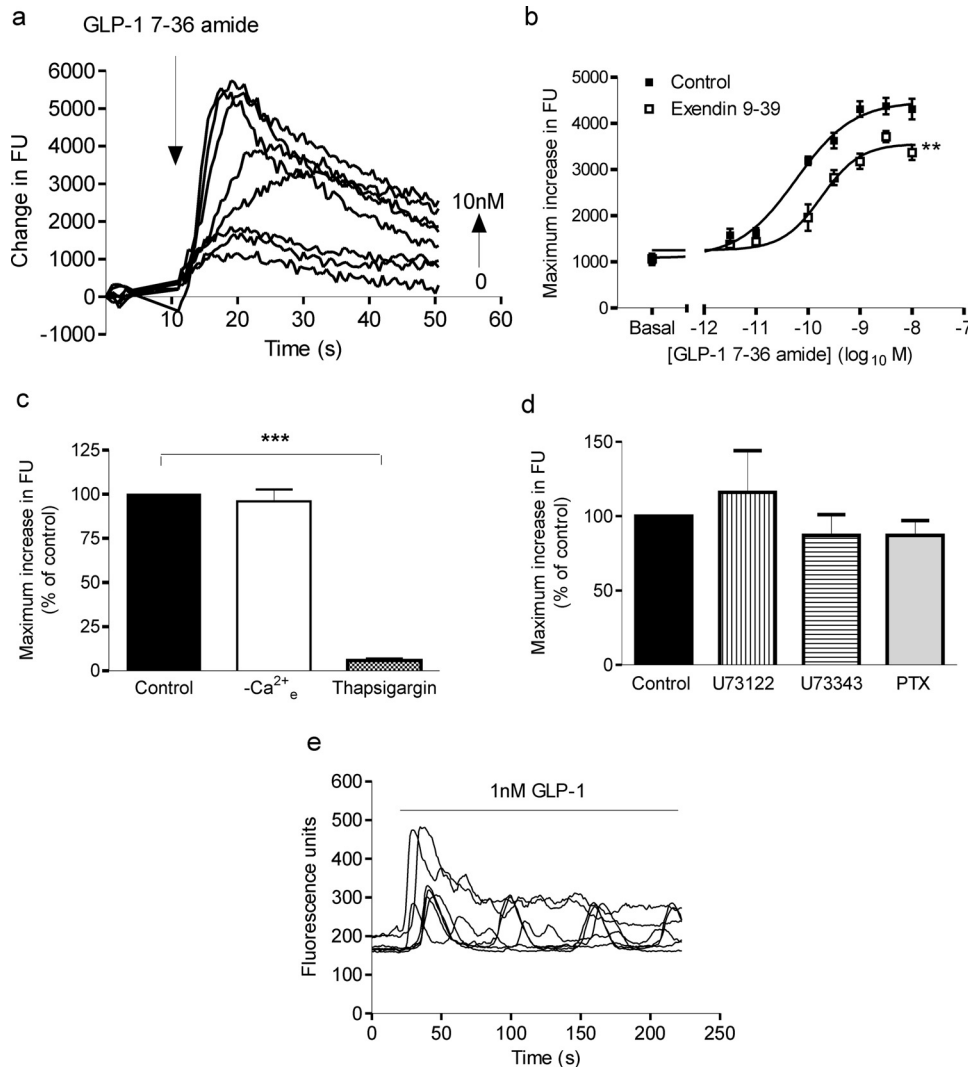 a
GLP-1 7-36 amide
6000
5000
4000
3000
2000
1000
0
-1000
Change in FU
10 20 30 40 50 60
Time (s)
10nM
0
b
Control
Exendin 9-39
5000
4000
3000
2000
1000
0
Maximum increase in FU
**
Basal -12 -11 -10 -9 -8 -7
[GLP-1 7-36 amide] (log10 M)
c
***
125
100
75
50
25
0
Maximum increase in FU
(% of control)
Control -Ca2+e Thapsigargin
d
150
100
50
0
Maximum increase in FU
(% of control)
Control U73122 U73343 PTX
e
1nM GLP-1
600
500
400
300
200
100
0
Fluorescence units
0 50 100 150 200 250
Time (s)